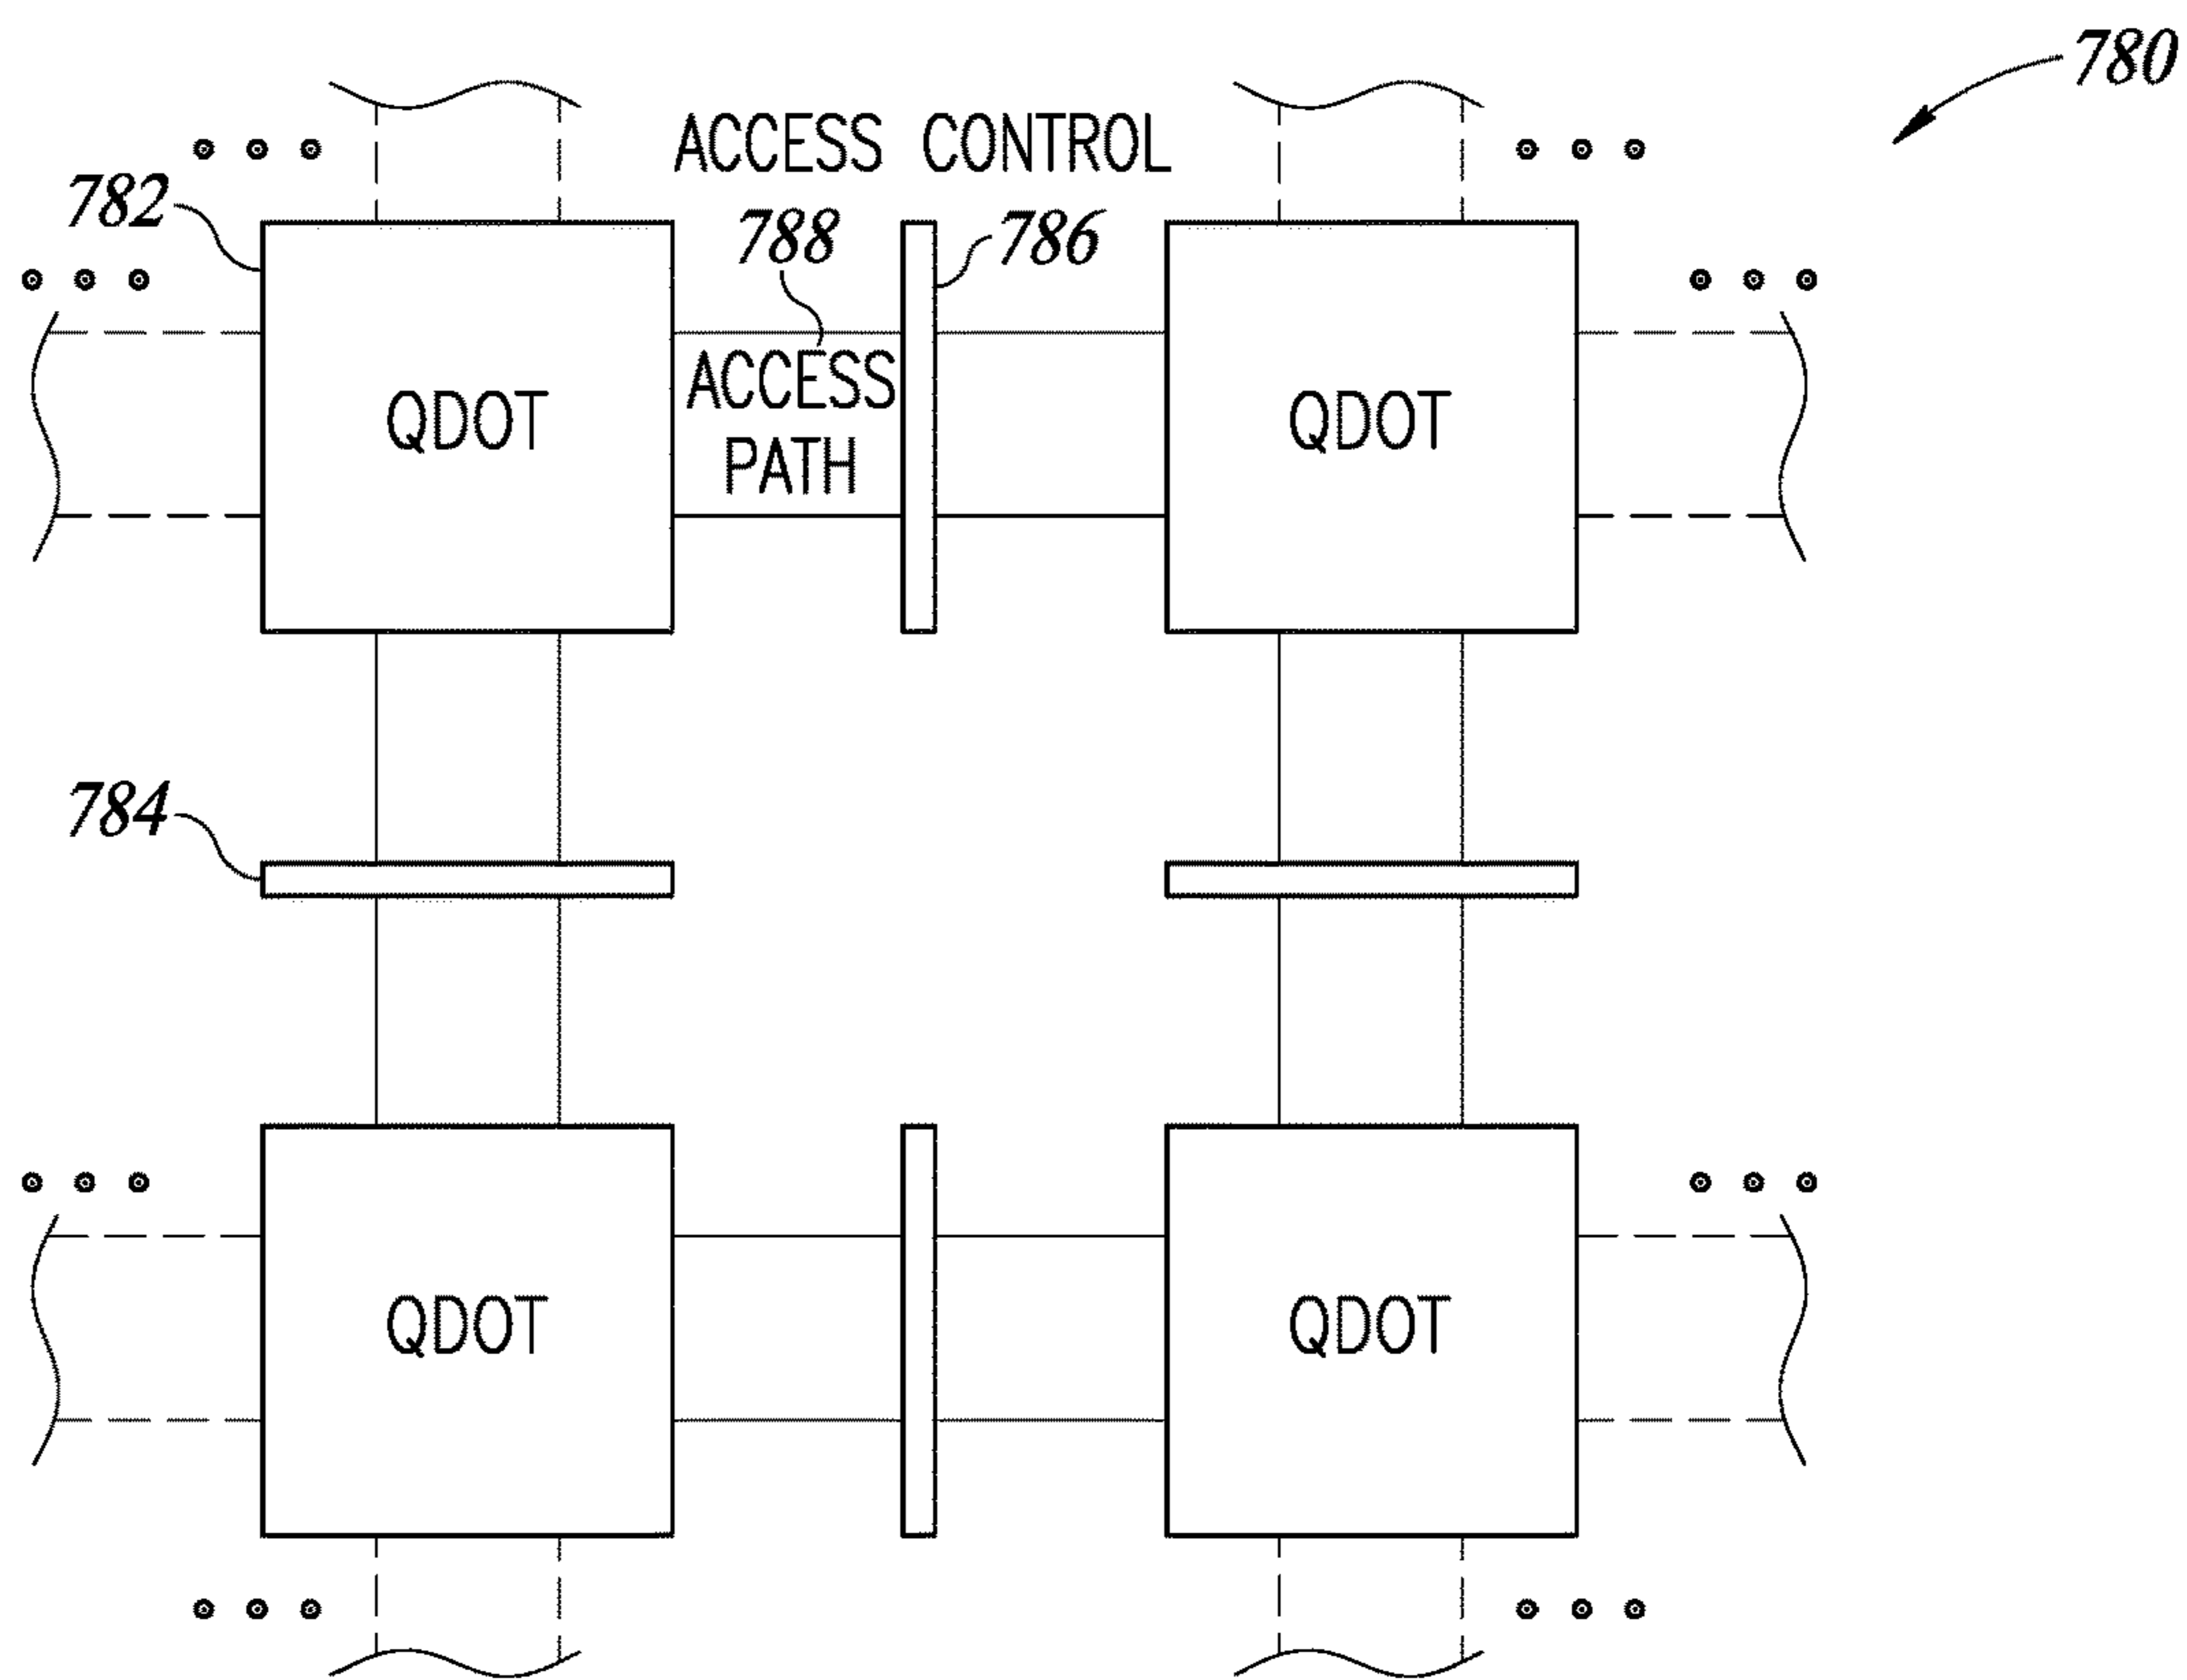 780
ACCESS CONTROL
782
788
786
ACCESS
PATH
QDOT
QDOT
784
QDOT
QDOT